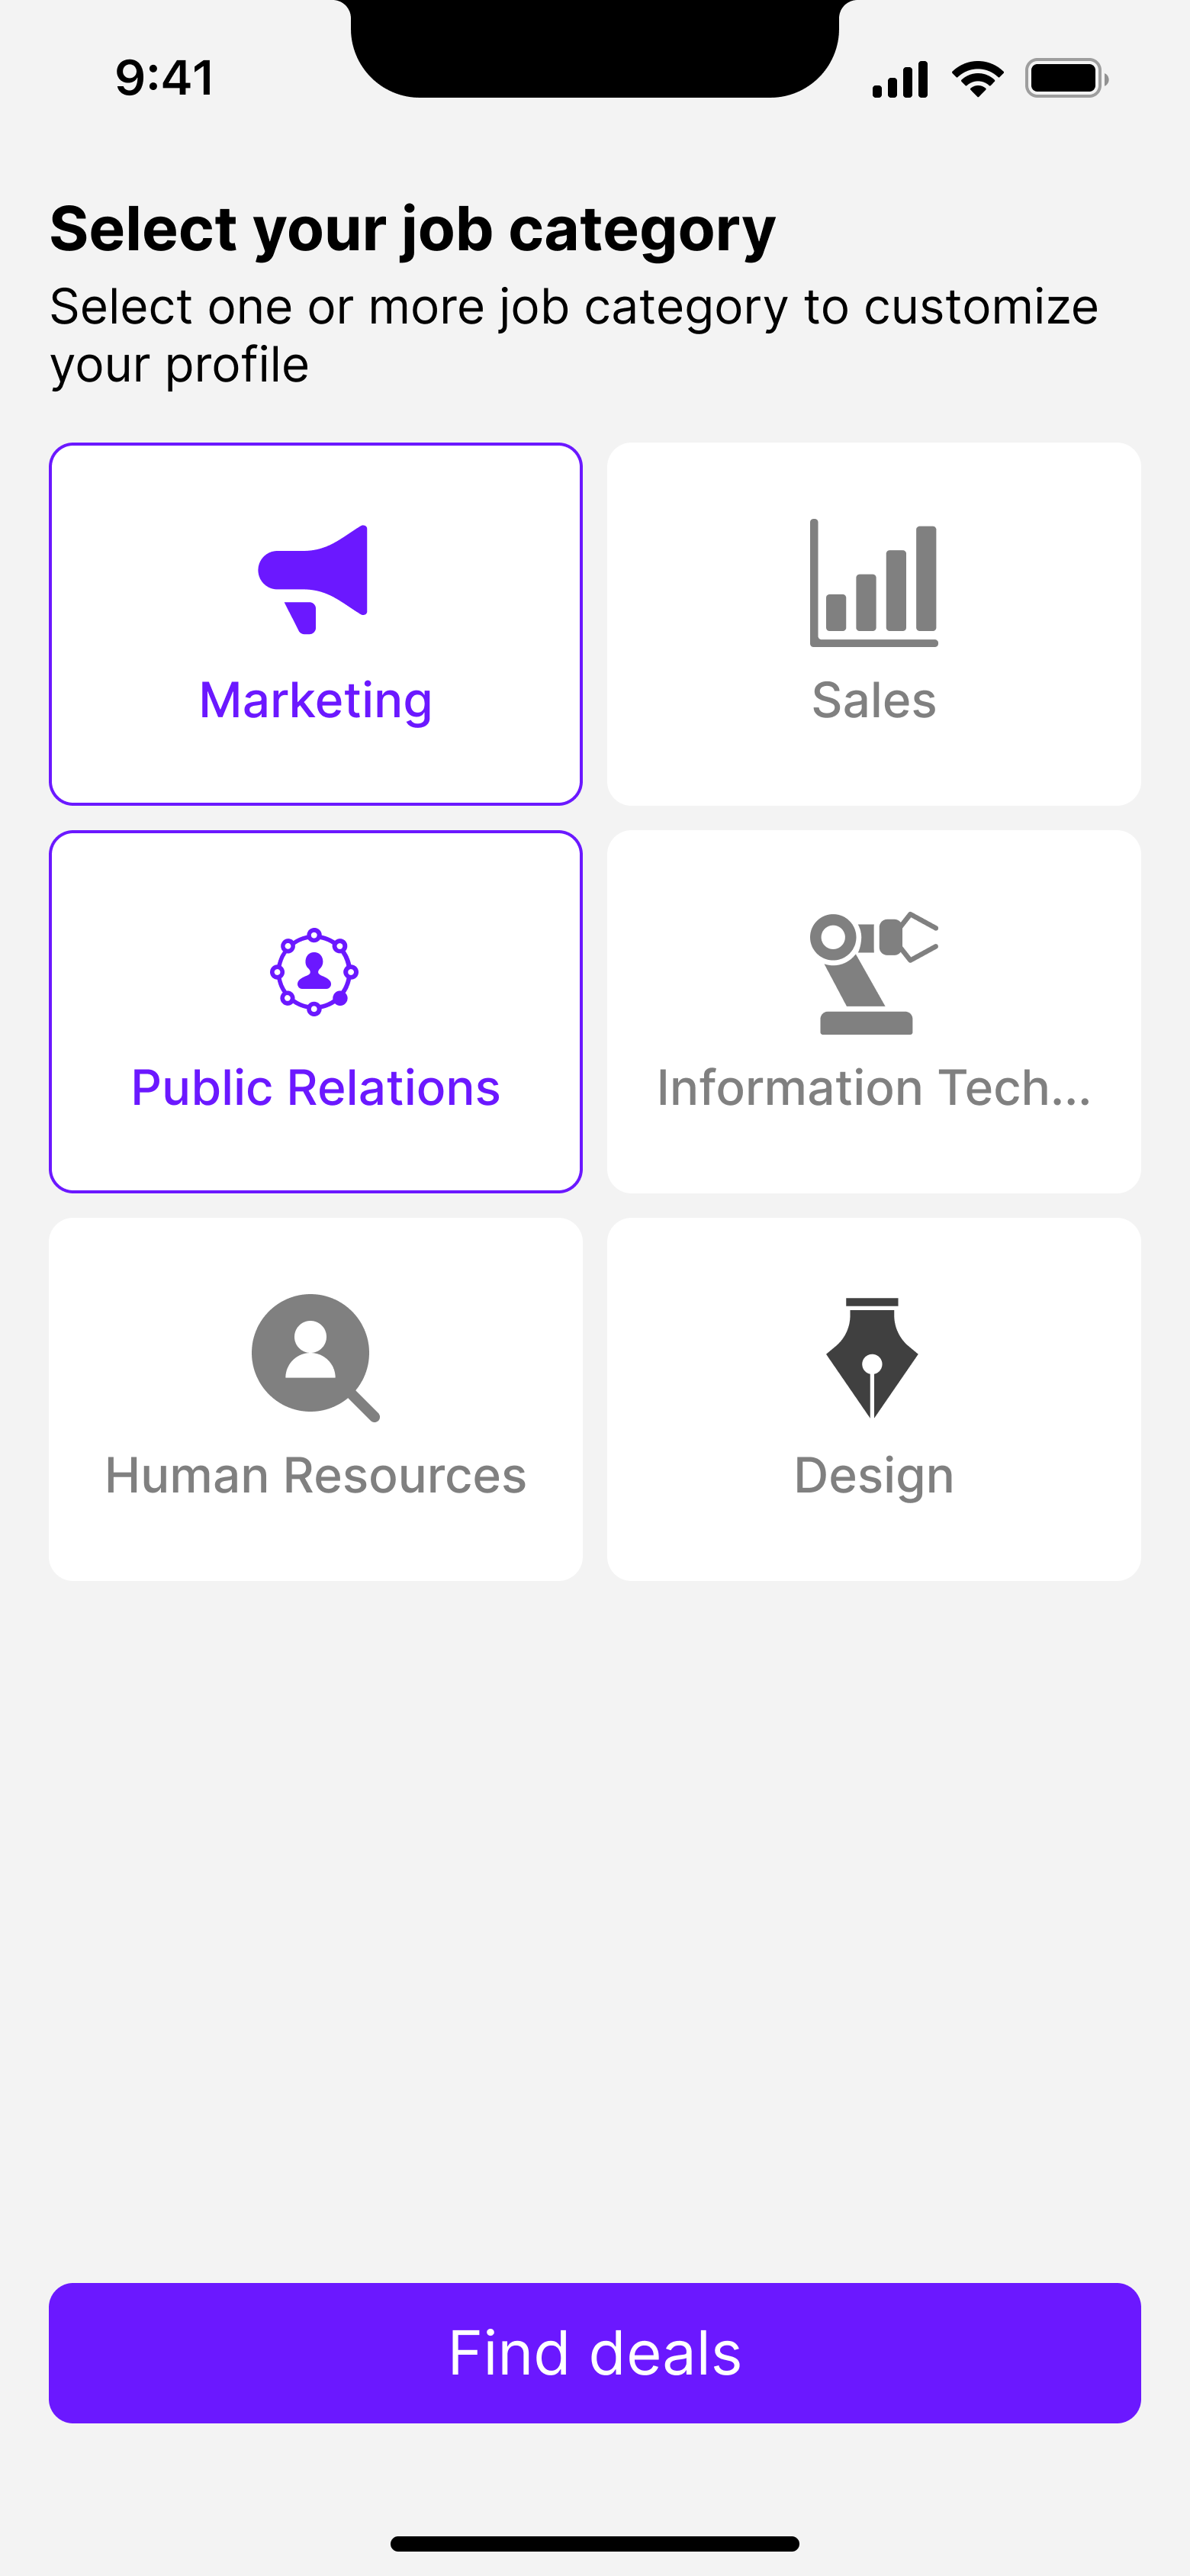 9:41
Select your job category
Select one or more job category to customize
your profile
Marketing
Sales
Public Relations
Information Tech...
Human Resources
Design
Find deals